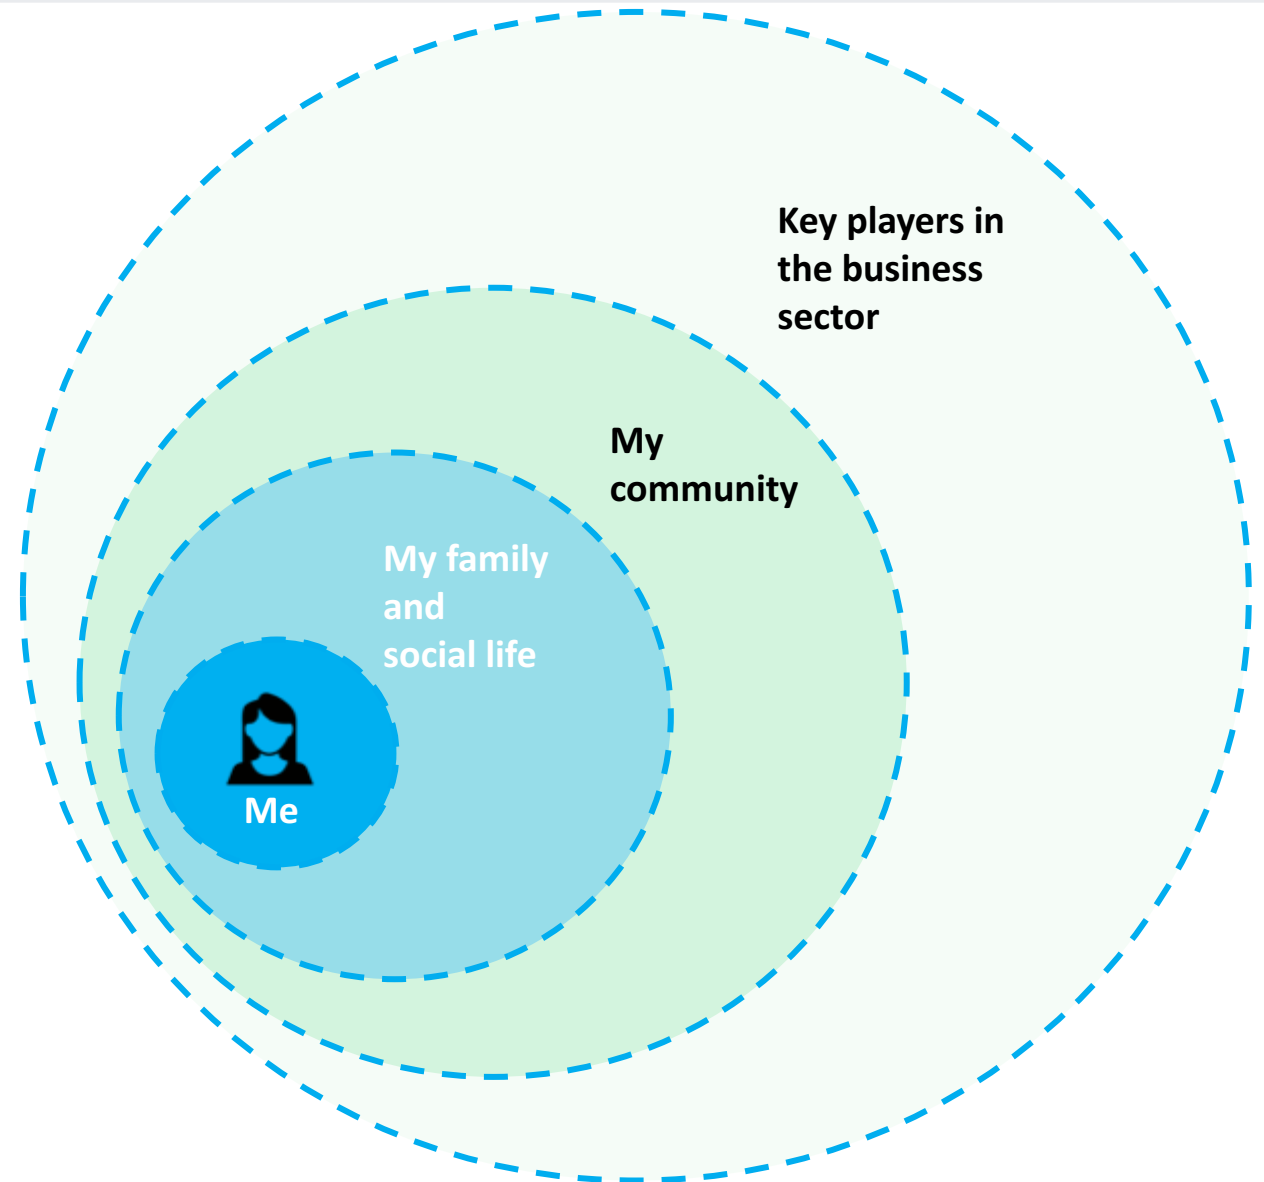 Key players in
the business
sector
My
community
My family
and
social life
Me